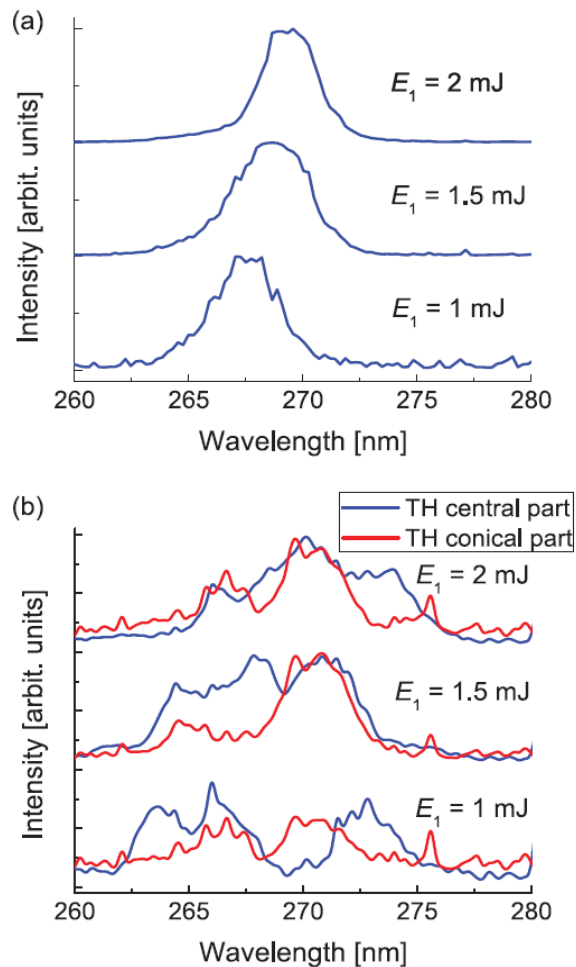 (a)
E1 = 2 mJ
E1 = 1.5 mJ
E1 = 1 mJ
Intensity [arbit. units]
260 265 270 275 280
Wavelength [nm]
(b)
TH central part
TH conical part
E1 = 2 mJ
E1 = 1.5 mJ
E1 = 1 mJ
Intensity [arbit. units]
260 265 270 275 280
Wavelength [nm]